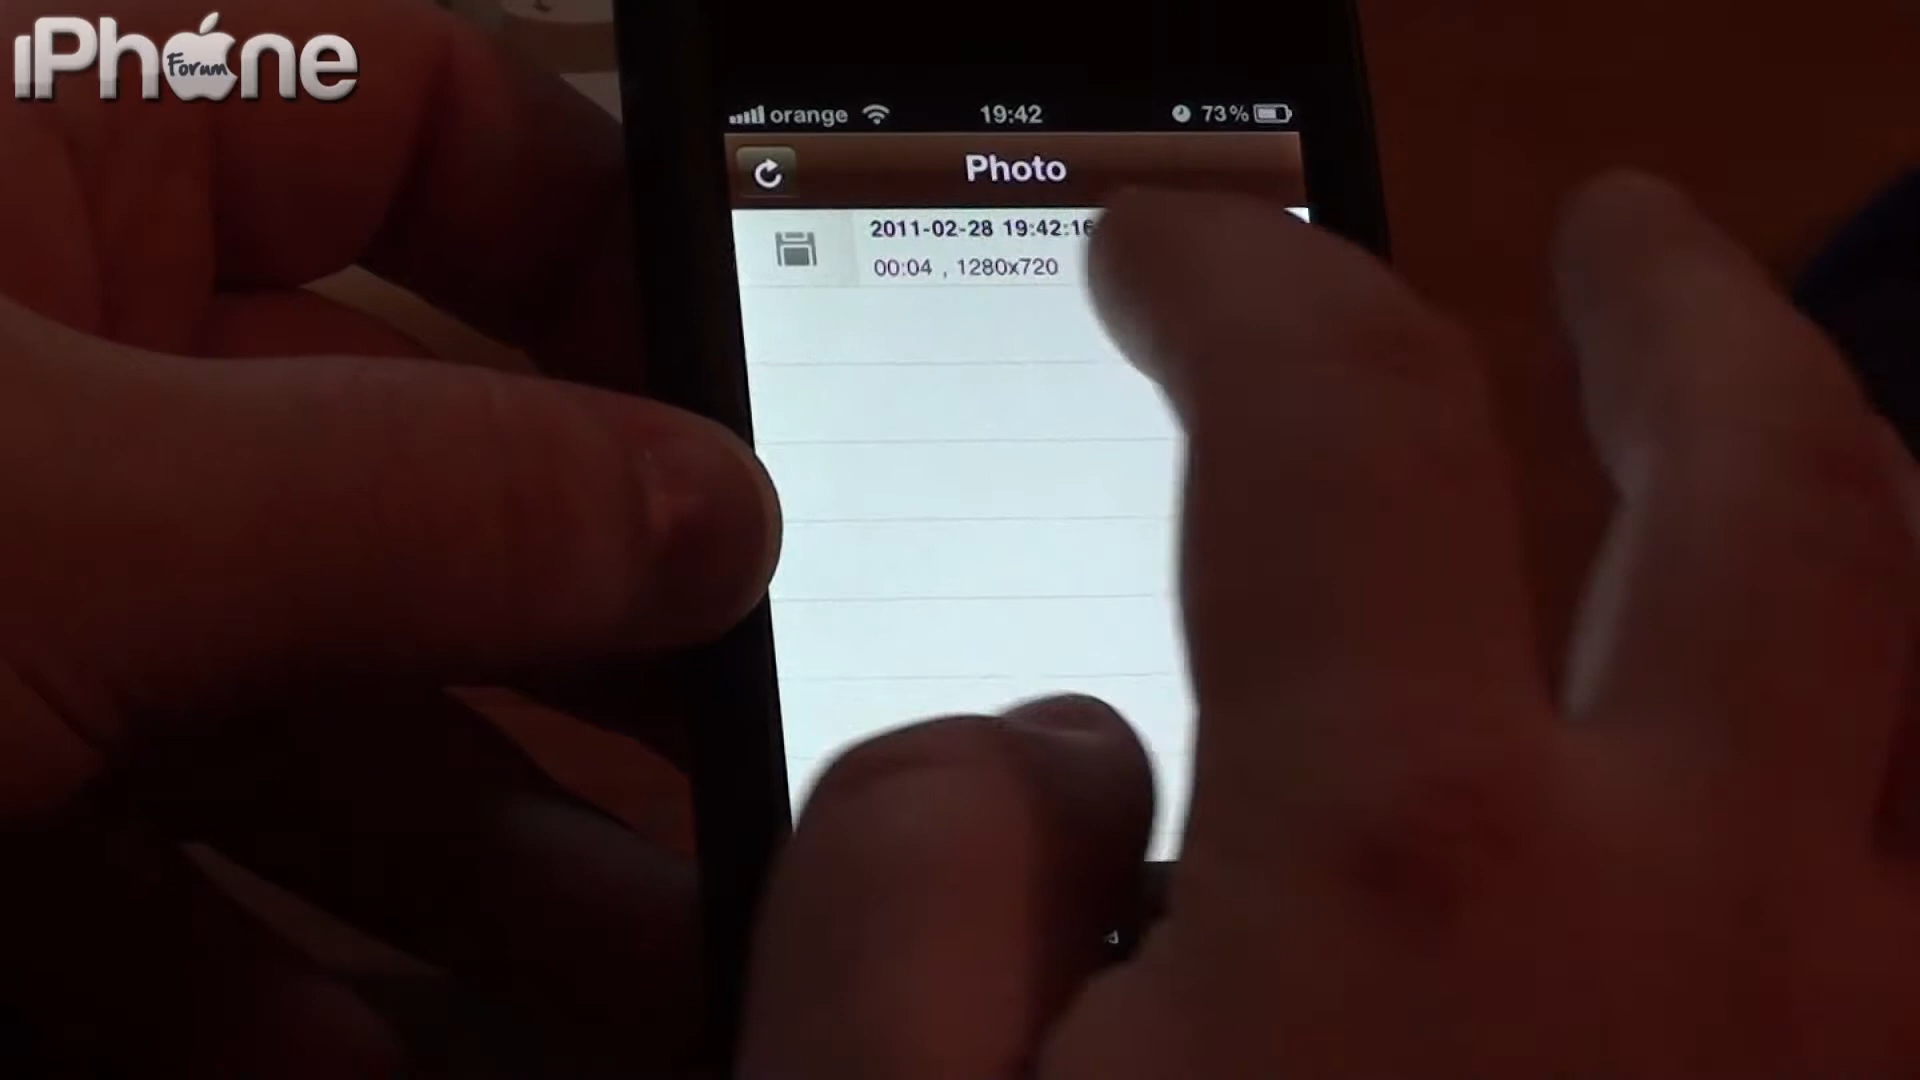 iPhone
Forum
orange 19:42 73%
Photo
2011-02-28 19:42:16
00:04 , 1280x720